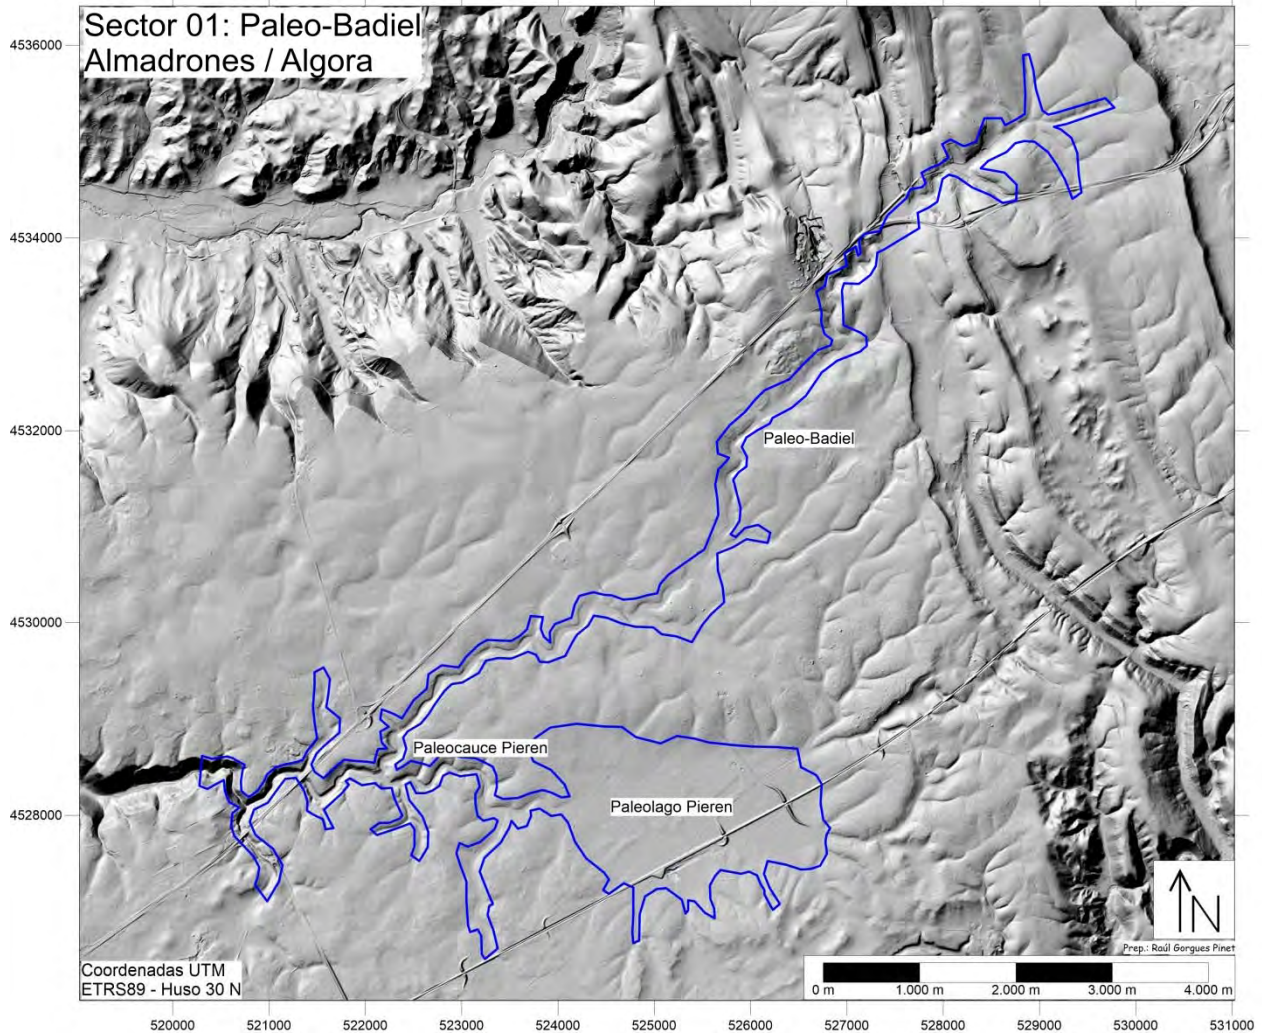 Sector 01: Paleo-Badiel
Almadrones / Algora
4536000
4534000
4532000
4530000
4528000
Paleo-Badiel
Paleocauce Pieren
Paleolago Pieren
N
Prep.: Raúl Gorgues Pinet
Coordenadas UTM
ETRS89 - Huso 30 N
0 m 1.000 m 2.000 m 3.000 m 4.000 m
520000 521000 522000 523000 524000 525000 526000 527000 528000 529000 530000 531000